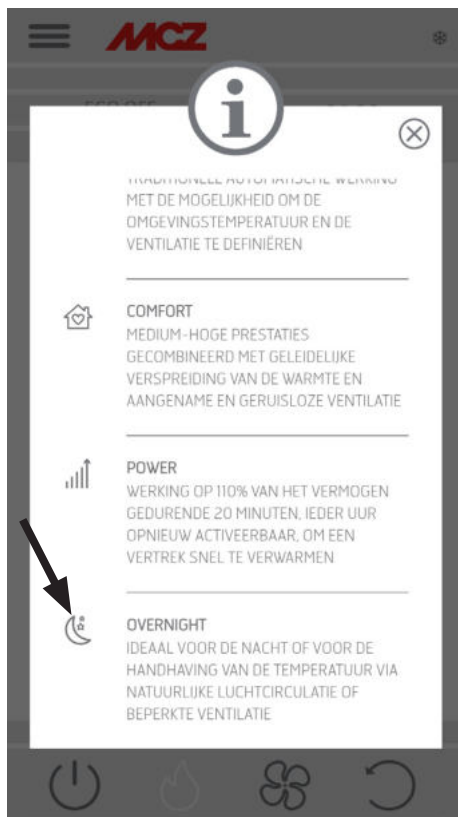 MCZ
TRADITIONELE AUTOMATISCHE WERKING
MET DE MOGELIJKHEID OM DE
OMGEVINGSTEMPERATUUR EN DE
VENTILATIE TE DEFINIËREN
COMFORT
MEDIUM-HOGE PRESTATIES
GECOMBINEERD MET GELEIDELIJKE
VERSPREIDING VAN DE WARMTE EN
AANGENAME EN GERUISLOZE VENTILATIE
POWER
WERKING OP 110% VAN HET VERMOGEN
GEDURENDE 20 MINUTEN, IEDER UUR
OPNIEUW ACTIVEERBAAR, OM EEN
VERTREK SNEL TE VERWARMEN
OVERNIGHT
IDEAAL VOOR DE NACHT OF VOOR DE
HANDHAVING VAN DE TEMPERATUUR VIA
NATUURLIJKE LUCHTCIRCULATIE OF
BEPERKTE VENTILATIE